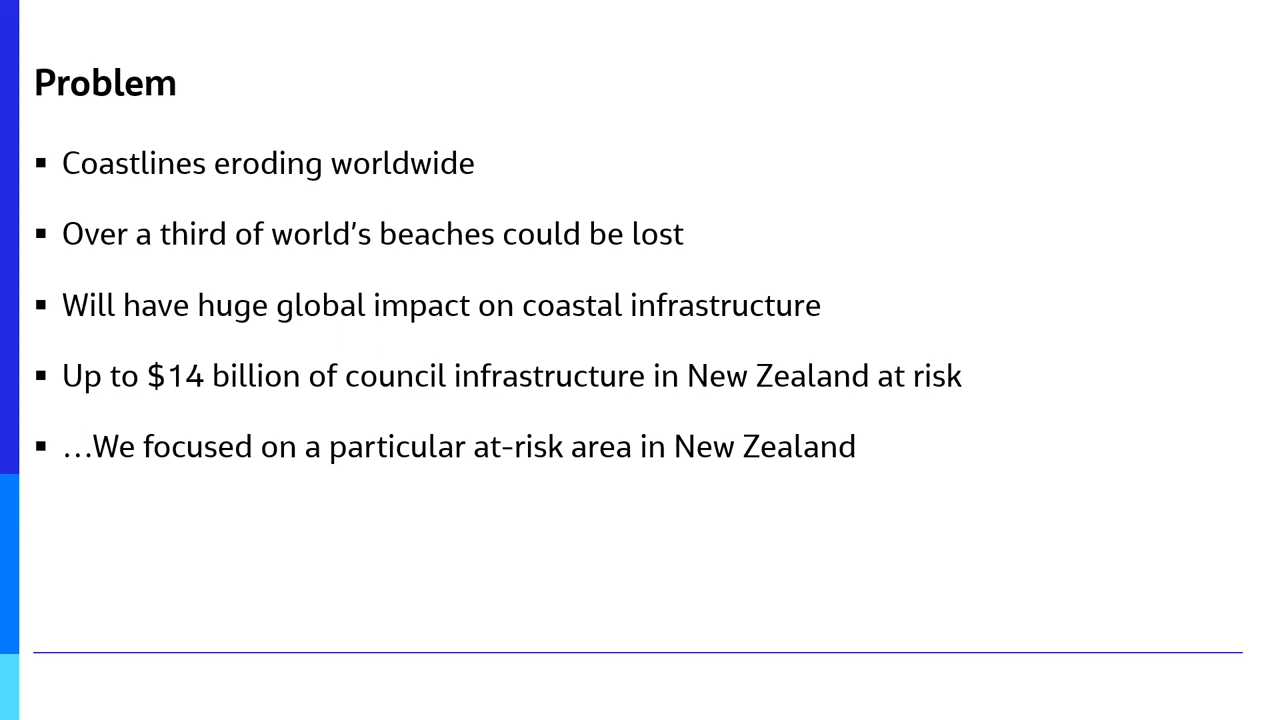 Problem
▪ Coastlines eroding worldwide
▪ Over a third of world’s beaches could be lost
▪ Will have huge global impact on coastal infrastructure
▪ Up to $14 billion of council infrastructure in New Zealand at risk
▪ …We focused on a particular at-risk area in New Zealand